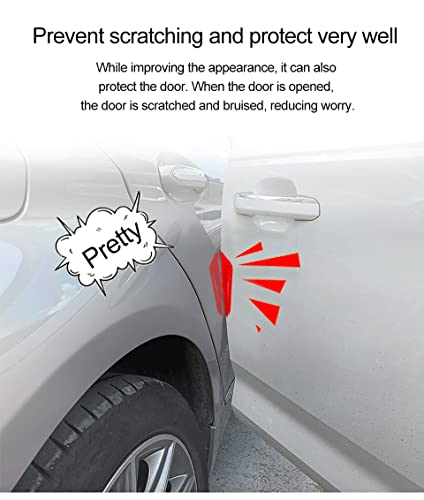 Prevent scratching and protect very well
While improving the appearance, it can also
protect the door. When the door is opened,
the door is scratched and bruised, reducing worry.
Pretty